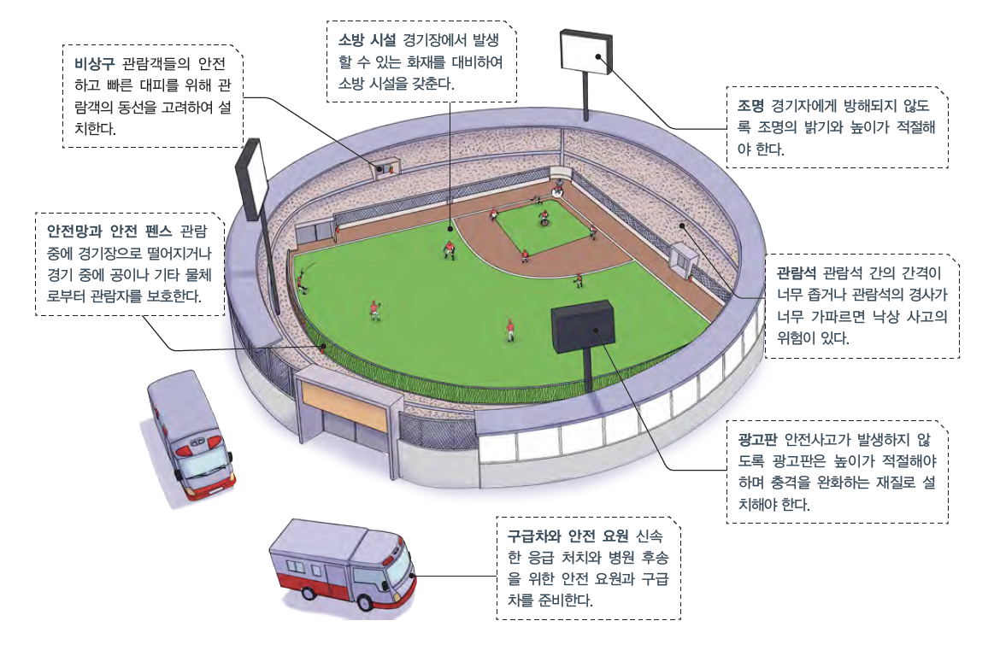 소방 시설 경기장에서 발생
할 수 있는 화재를 대비하여
소방 시설을 갖춘다.
비상구 관람객들의 안전
하고 빠른 대피를 위해 관
람객의 동선을 고려하여 설
치한다.
조명 경기자에게 방해되지 않도
록 조명의 밝기와 높이가 적절해
야 한다.
안전망과 안전 펜스 관람
중에 경기장으로 떨어지거나
경기 중에 공이나 기타 물체
로부터 관람자를 보호한다.
관람석 관람석 간의 간격이
너무 좁거나 관람석의 경사가
너무 가파르면 낙상 사고의
위험이 있다.
광고판 안전사고가 발생하지 않
도록 광고판은 높이가 적절해야
하며 충격을 완화하는 재질로 설
치해야 한다.
구급차와 안전 요원 신속
한 응급 처치와 병원 후송
을 위한 안전 요원과 구급
차를 준비한다.